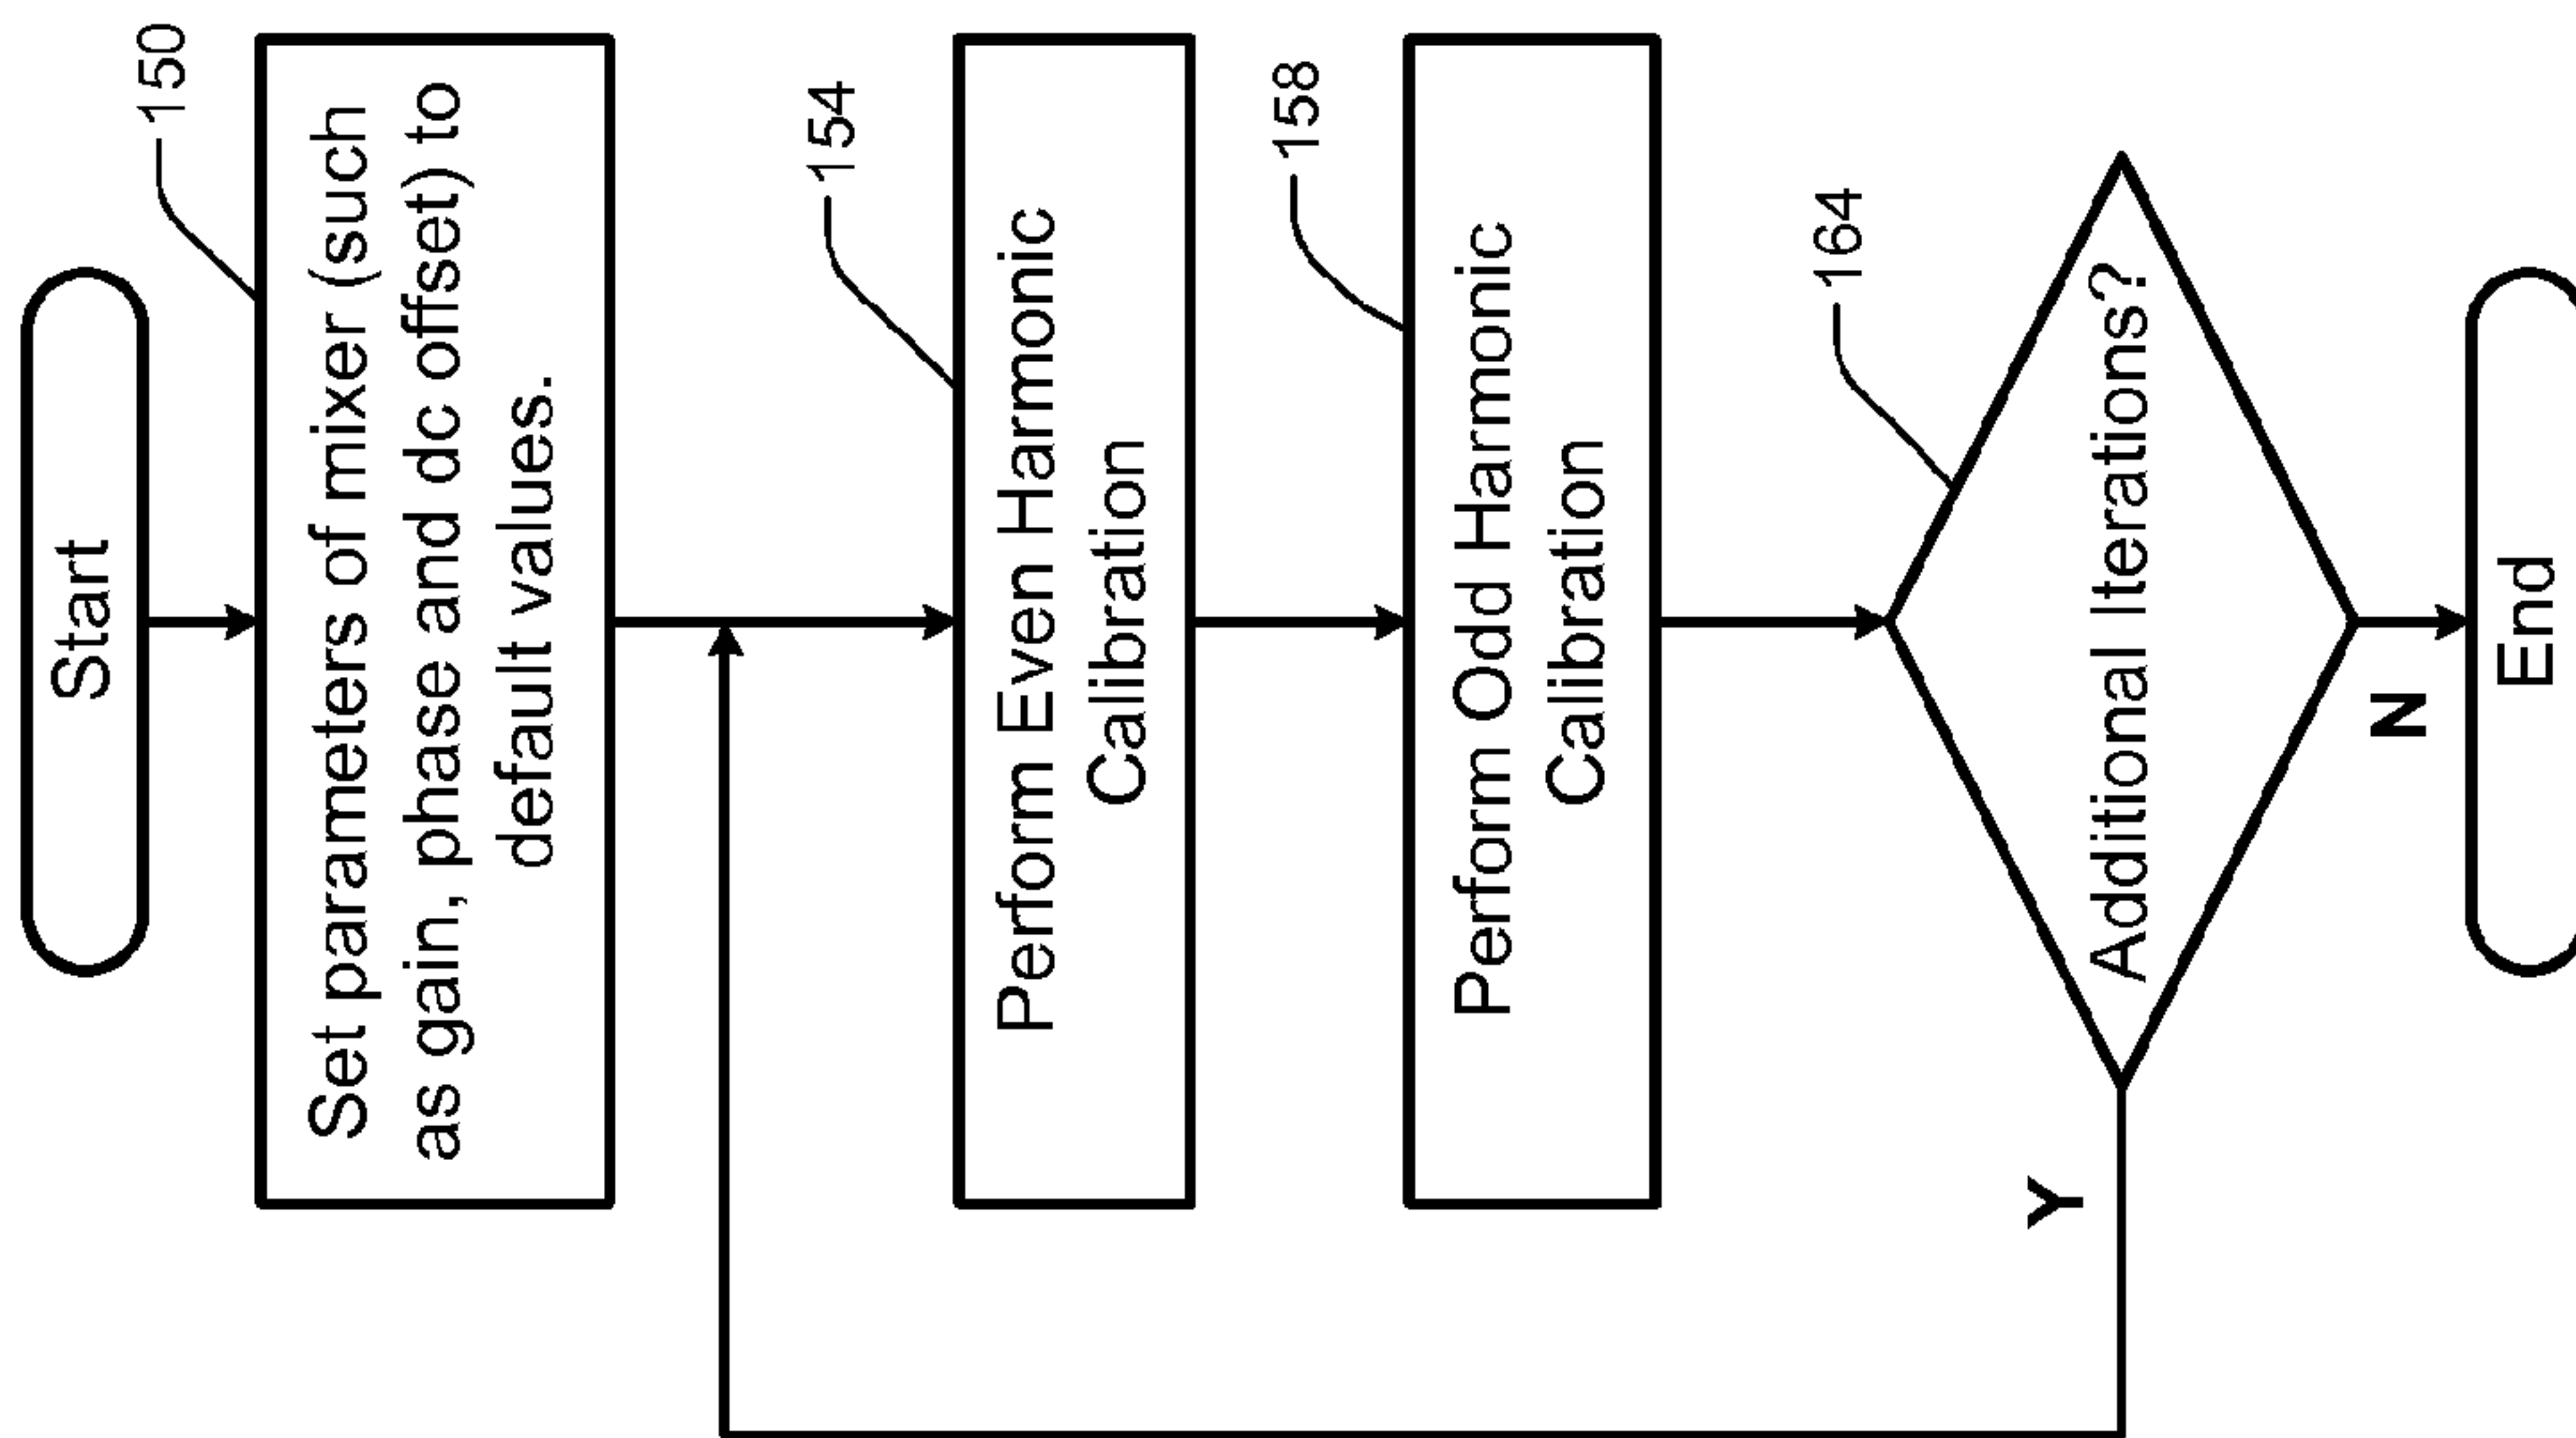 Start
150
Set parameters of mixer (such
as gain, phase and dc offset) to
default values.
154
Perform Even Harmonic
Calibration
158
Perform Odd Harmonic
Calibration
164
Additional Iterations?
Y
N
End